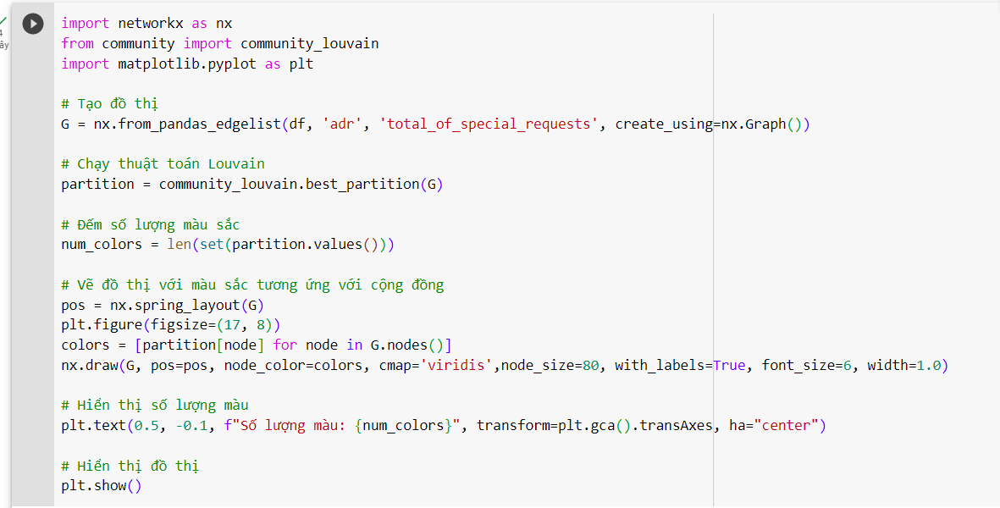 import networkx as nx
from community import community_louvain
import matplotlib.pyplot as plt
# Tạo đồ thị
G = nx.from_pandas_edgelist(df, 'adr', 'total_of_special_requests', create_using=nx.Graph())
# Chạy thuật toán Louvain
partition = community_louvain.best_partition(G)
# Đếm số lượng màu sắc
num_colors = len(set(partition.values()))
# Vẽ đồ thị với màu sắc tương ứng với cộng đồng
pos = nx.spring_layout(G)
plt.figure(figsize=(17, 8))
colors = [partition[node] for node in G.nodes()]
nx.draw(G, pos=pos, node_color=colors, cmap='viridis',node_size=80, with_labels=True, font_size=6, width=1.0)
# Hiển thị số lượng màu
plt.text(0.5, -0.1, f"Số lượng màu: {num_colors}", transform=plt.gca().transAxes, ha="center")
# Hiển thị đồ thị
plt.show()